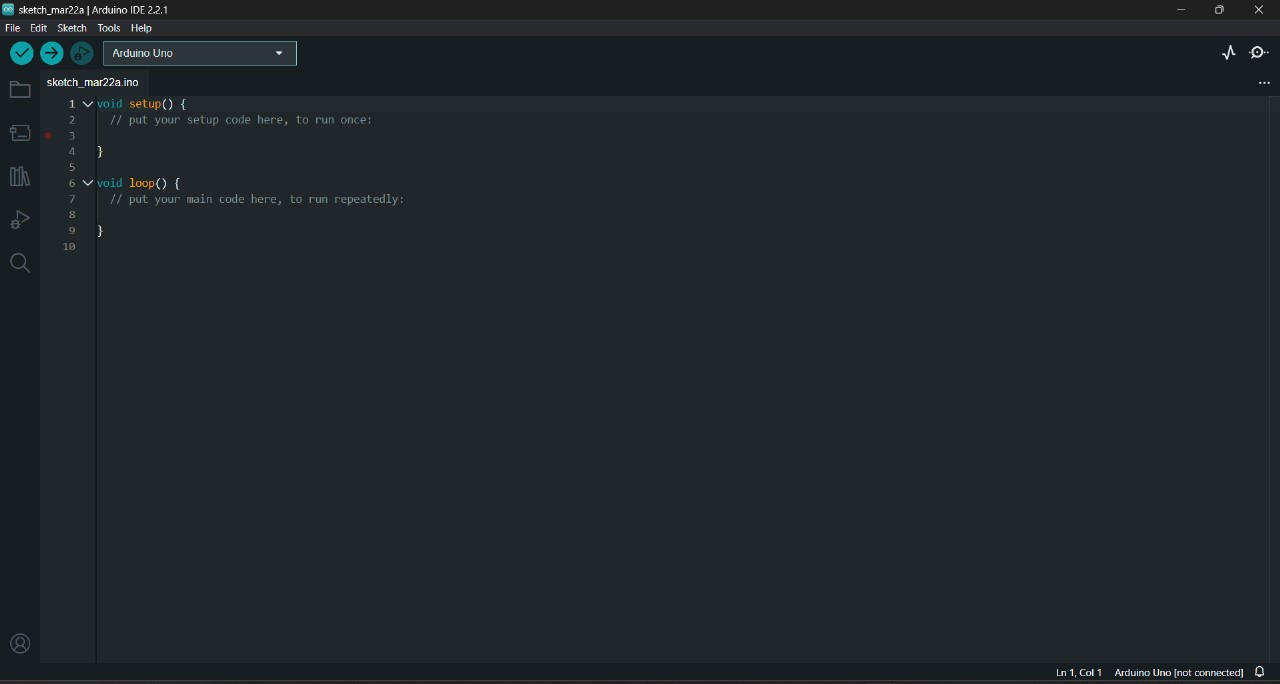 sketch_mar22a | Arduino IDE 2.2.1
File Edit Sketch Tools Help
Arduino Uno
sketch_mar22a.ino
1 void setup() {
2 // put your setup code here, to run once:
3
4 }
5
6 void loop() {
7 // put your main code here, to run repeatedly:
8
9 }
10
Ln 1, Col 1 Arduino Uno [not connected]